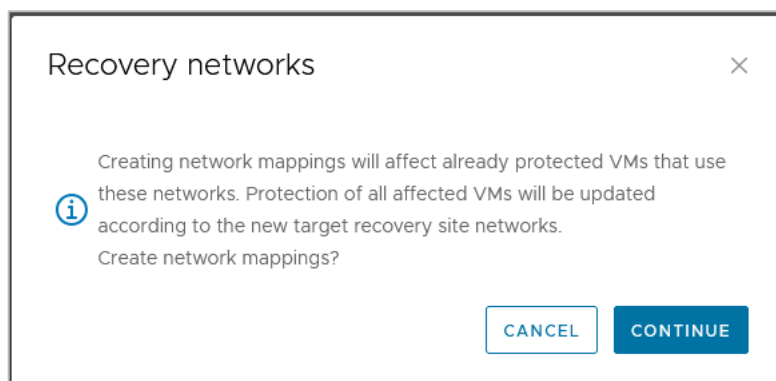 Recovery networks
Creating network mappings will affect already protected VMs that use
these networks. Protection of all affected VMs will be updated
according to the new target recovery site networks.
Create network mappings?
CANCEL
CONTINUE